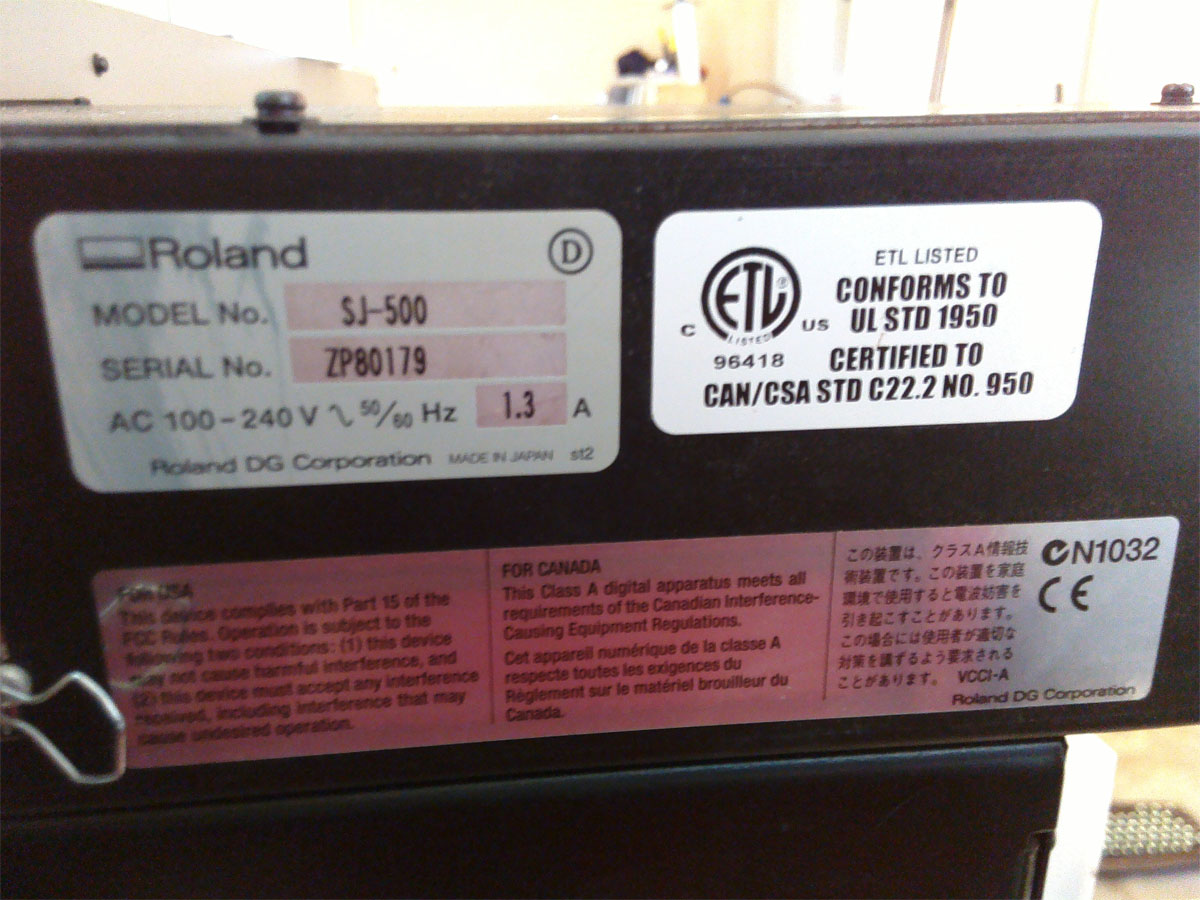 Roland
D
MODEL No. SJ-500
SERIAL No. ZP80179
AC 100-240 V ∿ 50/60 Hz 1.3 A
Roland DG Corporation MADE IN JAPAN st2
ETL LISTED
CONFORMS TO
UL STD 1950
CERTIFIED TO
CAN/CSA STD C22.2 NO. 950
C ETL ® US
LISTED
96418
FOR USA
This device complies with Part 15 of the
FCC Rules. Operation is subject to the
following two conditions: (1) this device
may not cause harmful interference, and
(2) this device must accept any interference
received, including interference that may
cause undesired operation.
FOR CANADA
This Class A digital apparatus meets all
requirements of the Canadian Interference-
Causing Equipment Regulations.
Cet appareil numérique de la classe A
respecte toutes les exigences du
Règlement sur le matériel brouilleur du
Canada.
この装置は、クラスA情報技
術装置です。この装置を家庭
環境で使用すると電波妨害を
引き起こすことがあります。
この場合には使用者が適切な
対策を講ずるよう要求される
ことがあります。 VCCI-A
N1032
CE
Roland DG Corporation